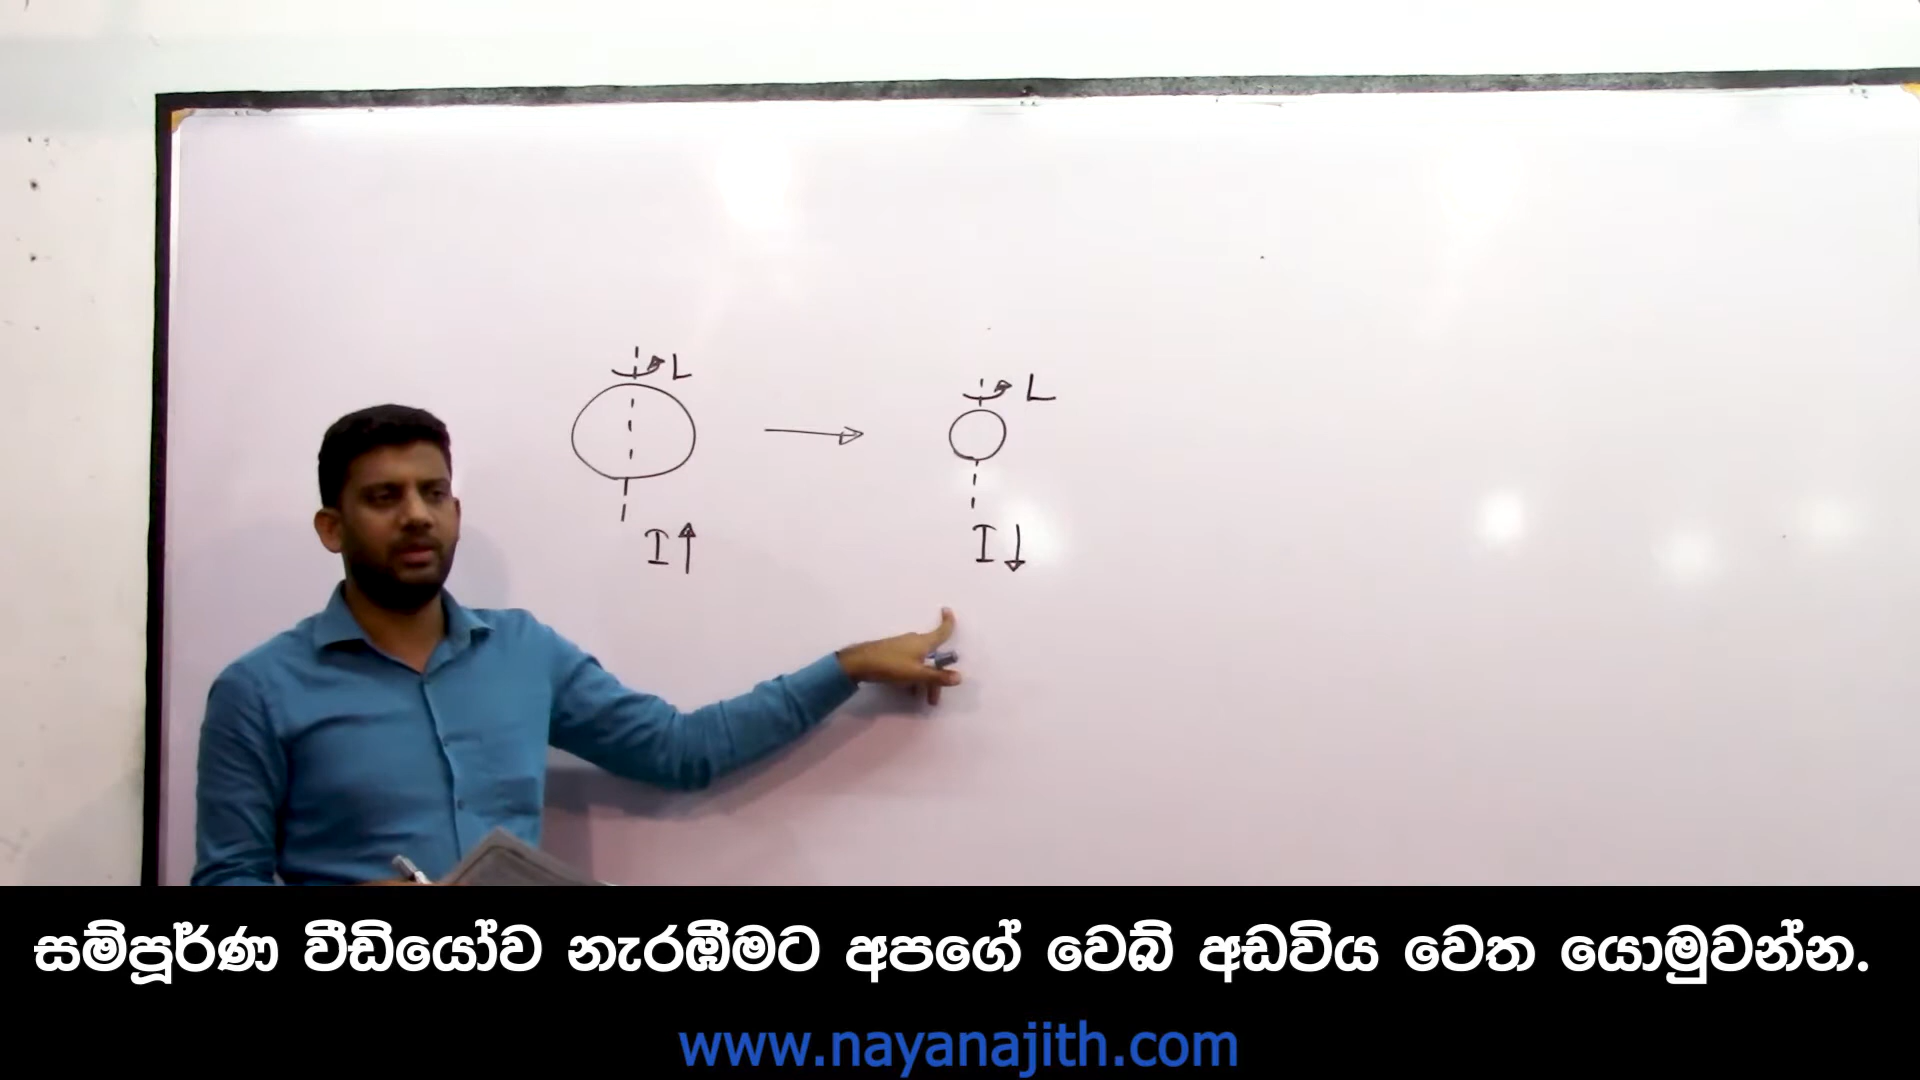 L
L
I↑
I↓
සම්පූර්ණ වීඩියෝව නැරඹීමට අපගේ වෙබ් අඩවිය වෙත යොමුවන්න.
www.nayanajith.com